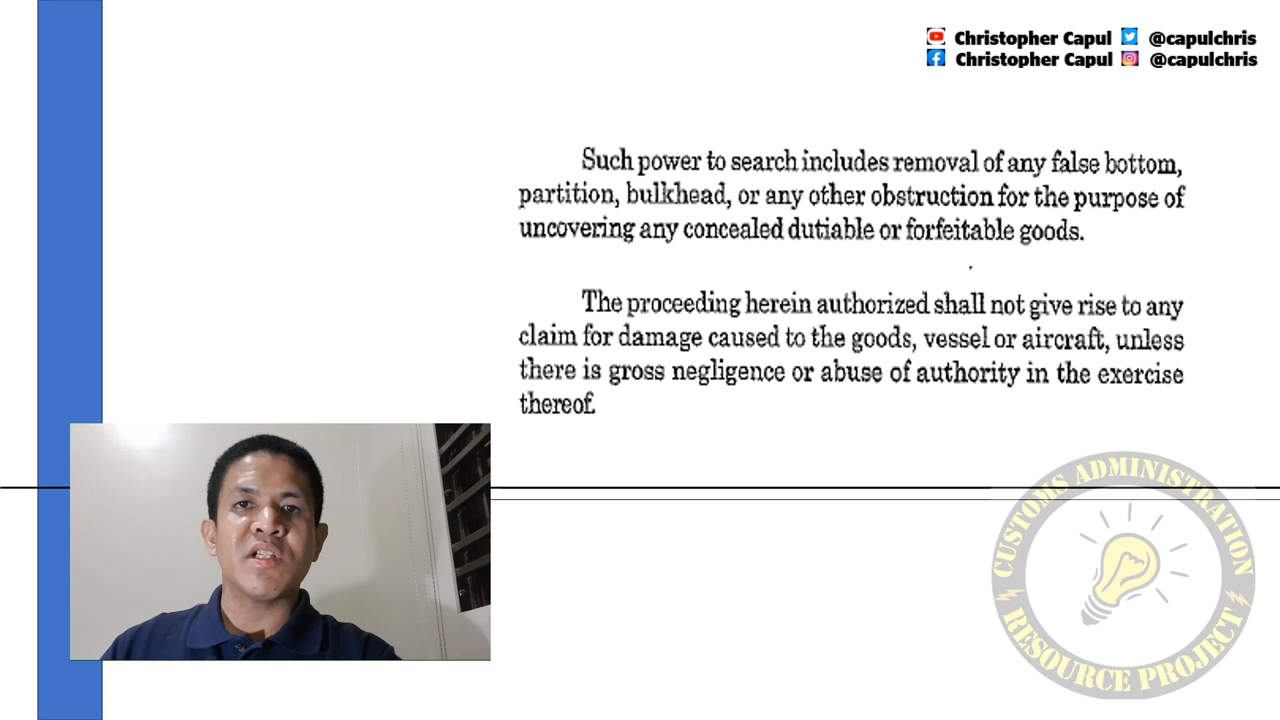 Christopher Capul @capulchris
Christopher Capul @capulchris
Such power to search includes removal of any false bottom,
partition, bulkhead, or any other obstruction for the purpose of
uncovering any concealed dutiable or forfeitable goods.
The proceeding herein authorized shall not give rise to any
claim for damage caused to the goods, vessel or aircraft, unless
there is gross negligence or abuse of authority in the exercise
thereof.
CUSTOMS ADMINISTRATION
RESOURCE PROJECT